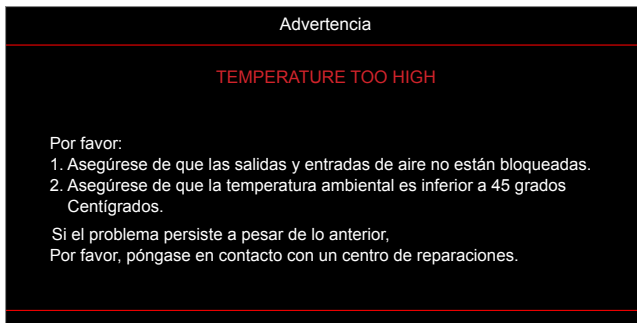 Advertencia
TEMPERATURE TOO HIGH
Por favor:
1. Asegúrese de que las salidas y entradas de aire no están bloqueadas.
2. Asegúrese de que la temperatura ambiental es inferior a 45 grados
Centígrados.
Si el problema persiste a pesar de lo anterior,
Por favor, póngase en contacto con un centro de reparaciones.